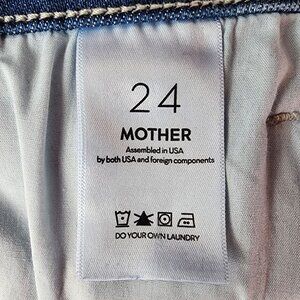 24
MOTHER
Assembled in USA
by both USA and foreign components
DO YOUR OWN LAUNDRY